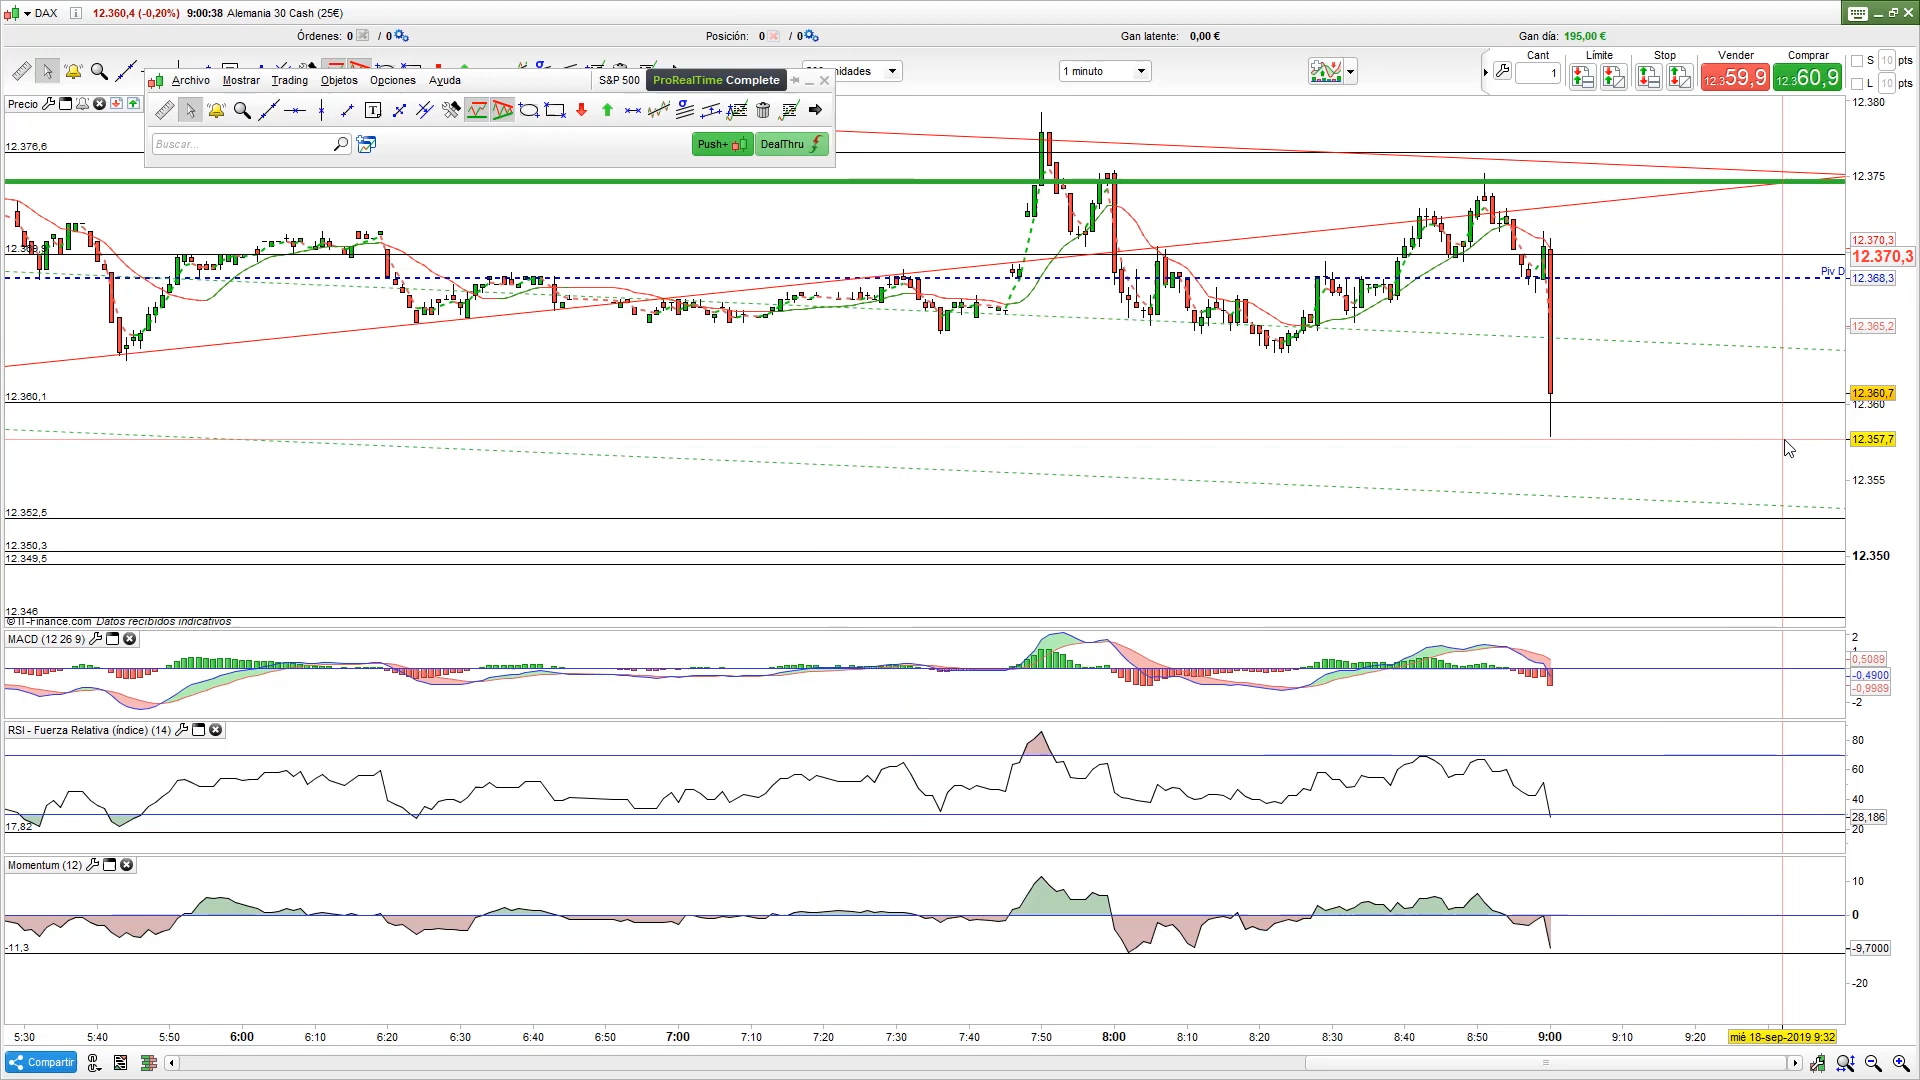 DAX 12.360,4 (-0,20%) 9:00:38 Alemania 30 Cash (25€)
Órdenes: 0 / 0 Posición: 0 / 0 Gan latente: 0,00 € Gan día: 195,00 €
Cant Límite Stop Vender Comprar S 10 pts
1 12.359,9 12.360,9 L 10 pts
nidades 1 minuto
Archivo Mostrar Trading Objetos Opciones Ayuda S&P 500 ProRealTime Complete
Buscar... Push+ DealThru
Precio
12.376,6
12.360,1
12.352,5
12.350,3
12.349,5
12.346
© IT-Finance.com Datos recibidos indicativos
12.380
12.375
12.370,3
12.370,3
Piv D
12.368,3
12.365,2
12.360,7
12.360
12.357,7
12.355
12.350
MACD (12 26 9)
2
1
0,5089
-0,4900
-0,9989
-2
RSI - Fuerza Relativa (índice) (14)
17,82
80
60
40
28,186
20
Momentum (12)
-11,3
10
0
-9,7000
-20
5:30 5:40 5:50 6:00 6:10 6:20 6:30 6:40 6:50 7:00 7:10 7:20 7:30 7:40 7:50 8:00 8:10 8:20 8:30 8:40 8:50 9:00 9:10 9:20 mié 18-sep-2019 9:32
Compartir